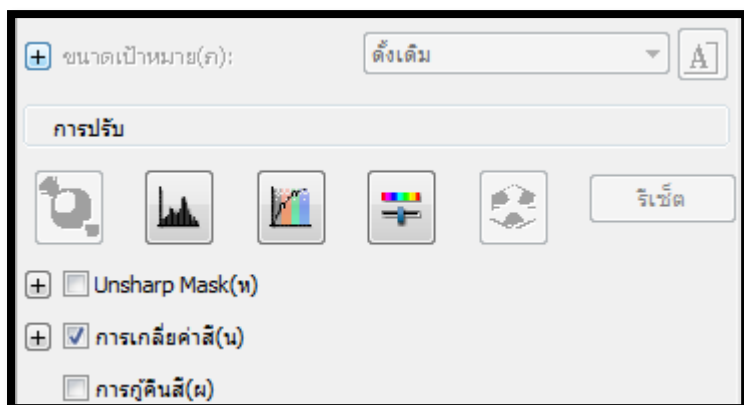 ขนาดเป้าหมาย(ภ): ดั้งเดิม A
การปรับ
รีเซ็ต
Unsharp Mask(ห)
การเกลี่ยค่าสี(น)
การกู้คืนสี(ผ)